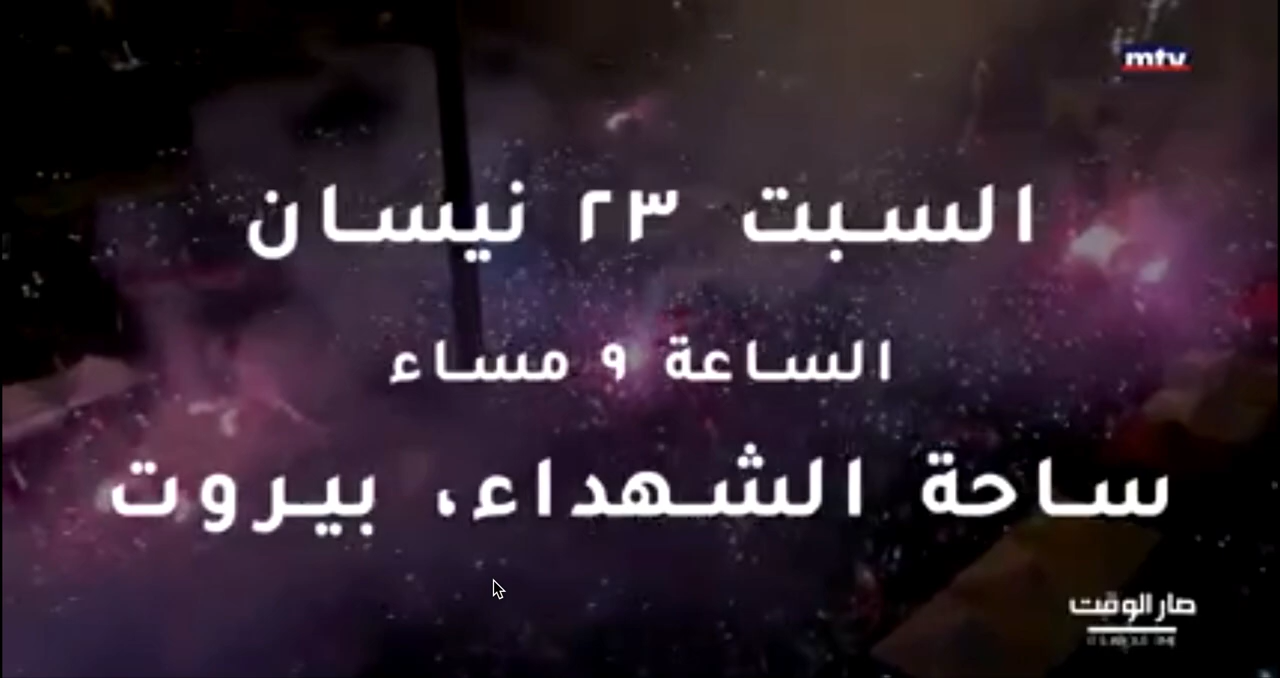 mtv
السبت ٢٣ نيسان
الساعة ٩ مساء
ساحة الشهداء، بيروت
صار الوقت